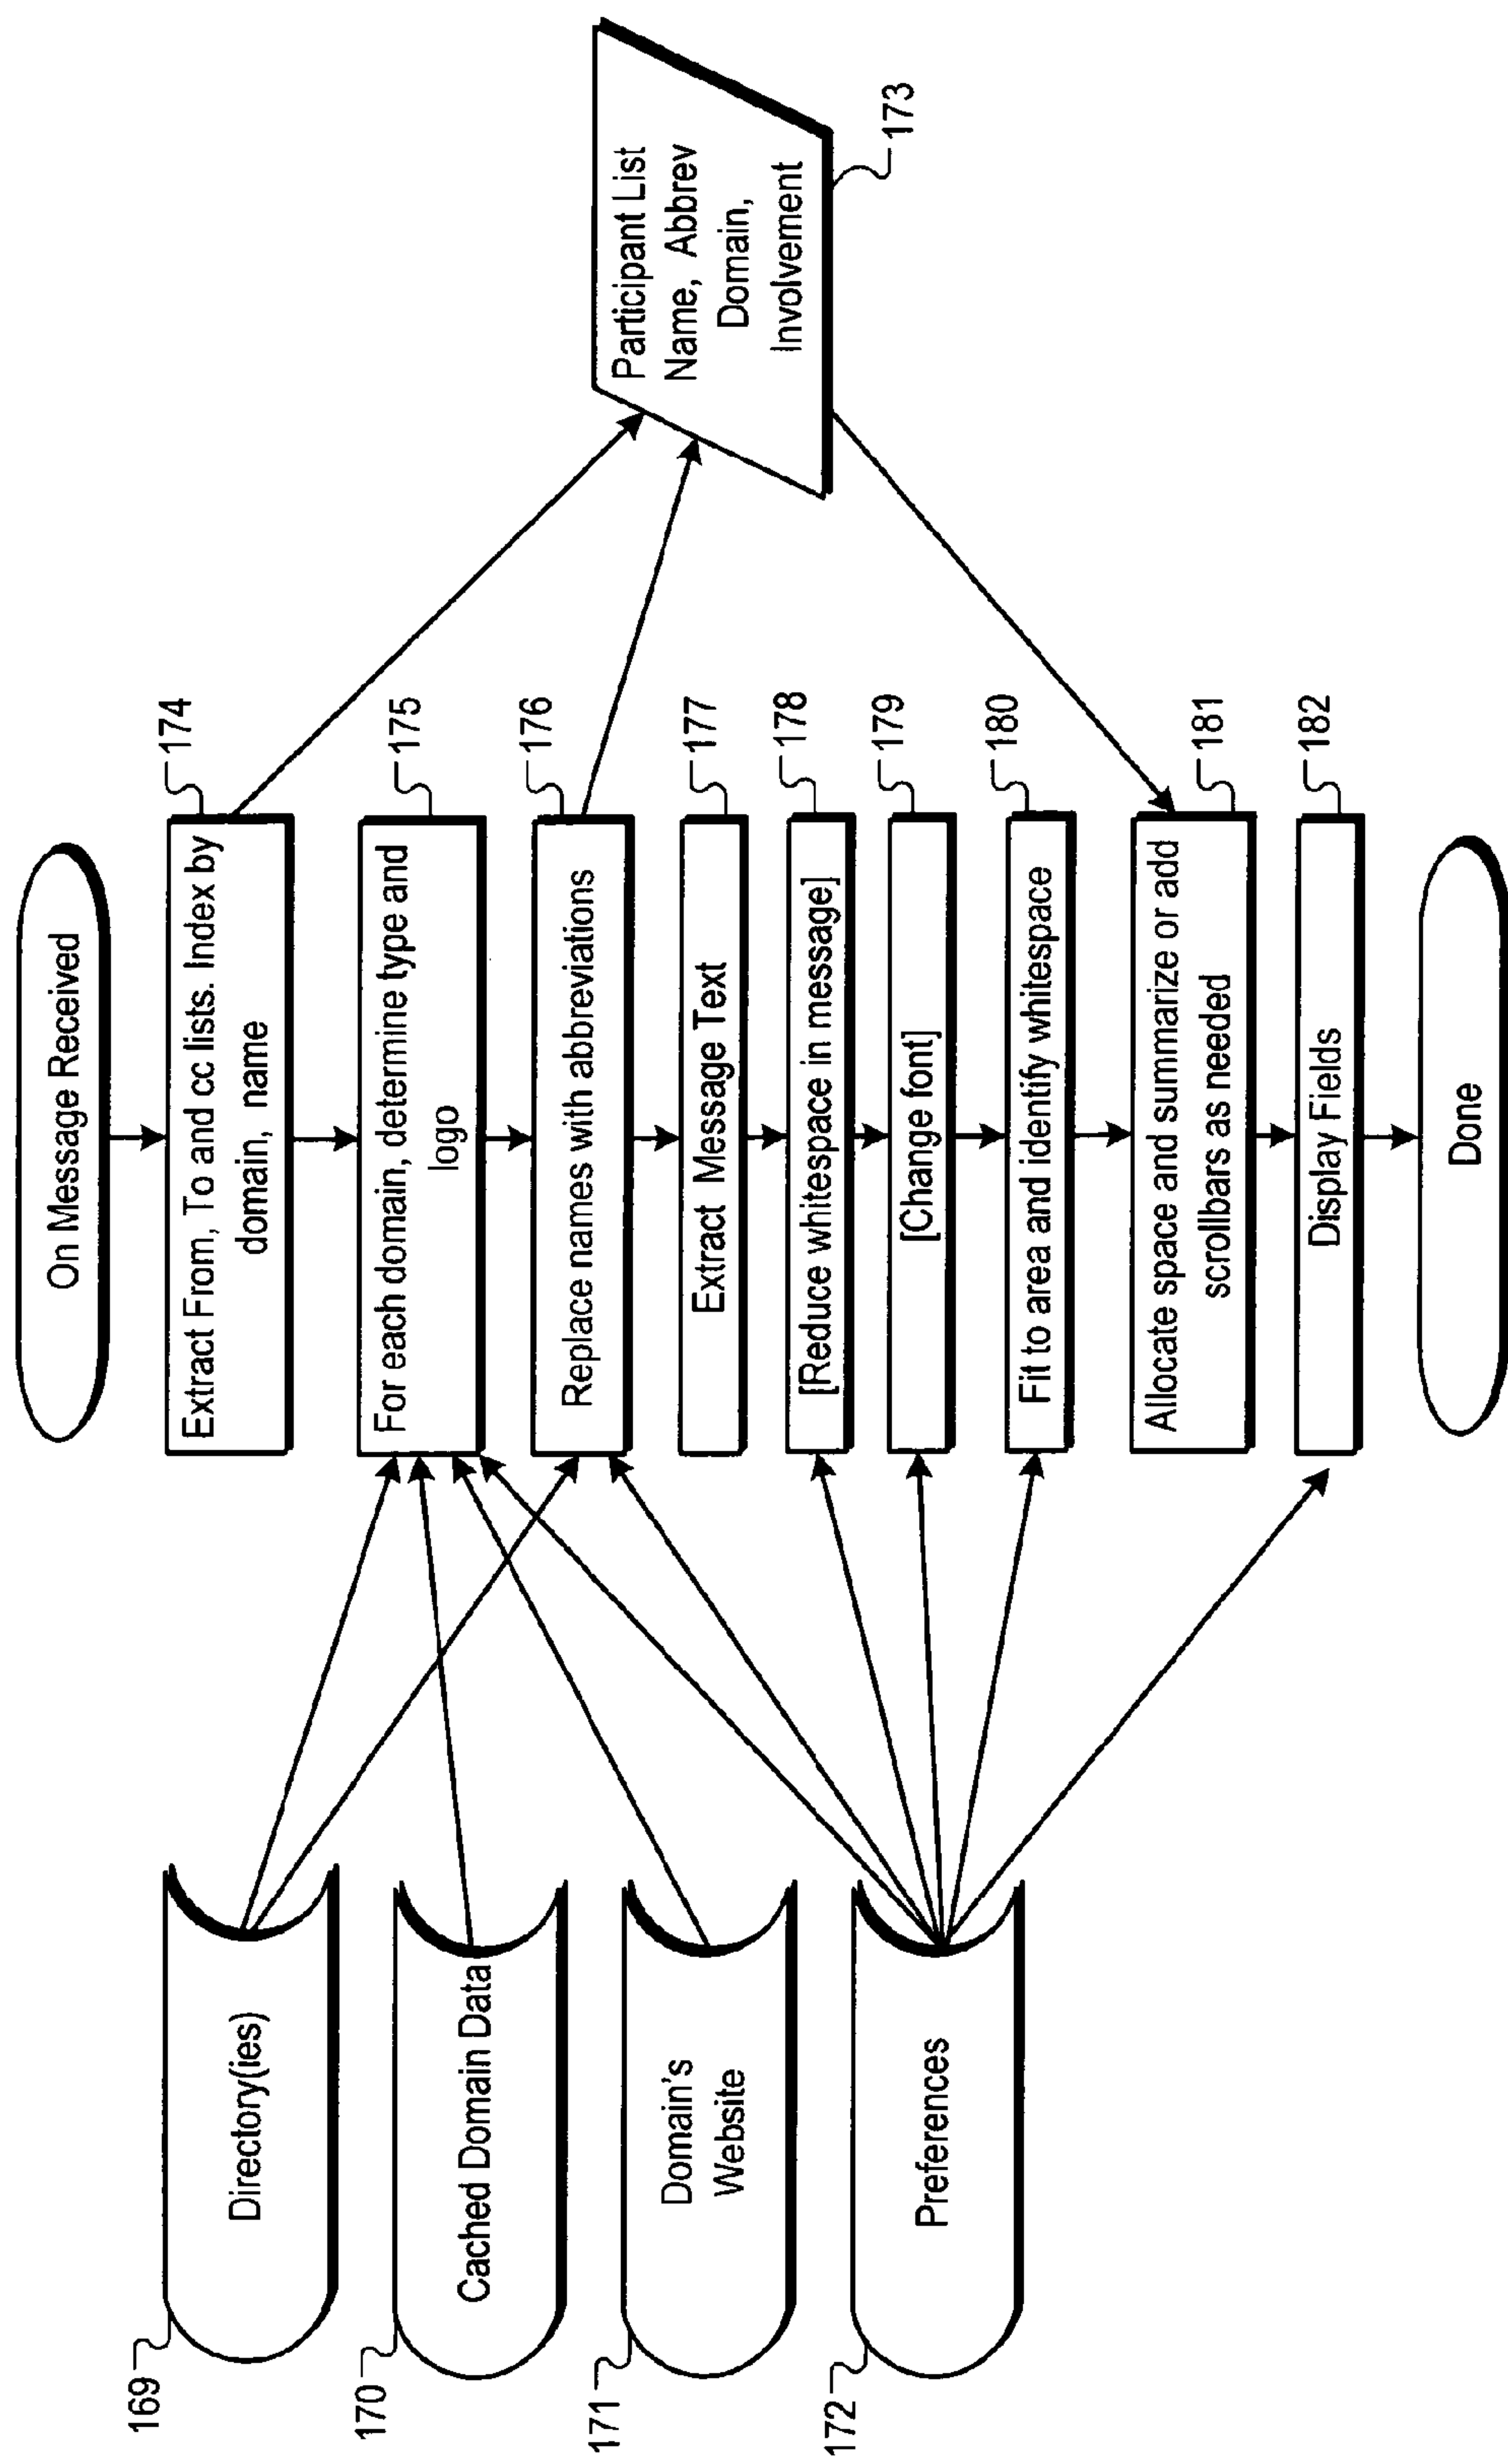 On Message Received
174
Extract From, To and cc lists. Index by
domain, name
175
For each domain, determine type and
logo
176
Replace names with abbreviations
177
Extract Message Text
178
[Reduce whitespace in message]
179
[Change font]
180
Fit to area and identify whitespace
181
Allocate space and summarize or add
scrollbars as needed
182
Display Fields
Done
169
Directory(ies)
170
Cached Domain Data
171
Domain's
Website
172
Preferences
Participant List
Name, Abbrev
Domain,
Involvement
173